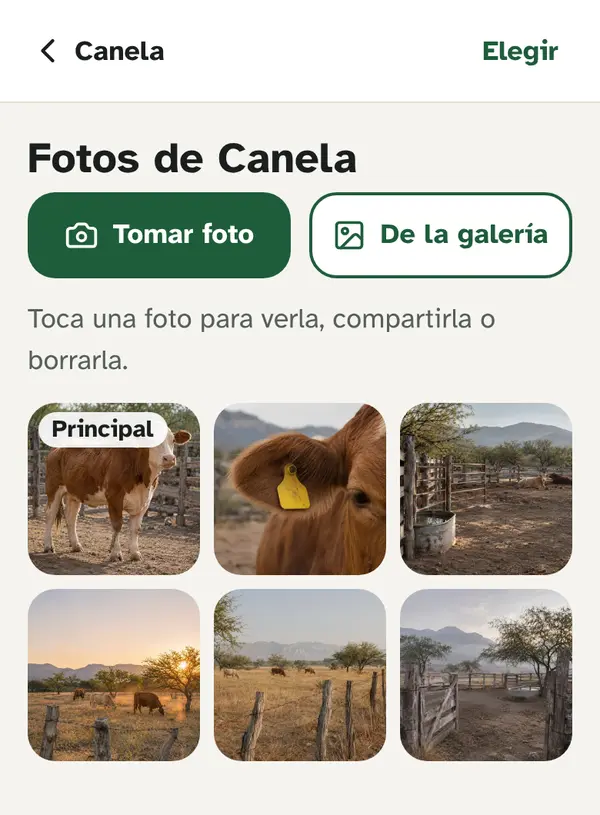 Canela
Elegir
Fotos de Canela
Tomar foto
De la galería
Toca una foto para verla, compartirla o
borrarla.
Principal